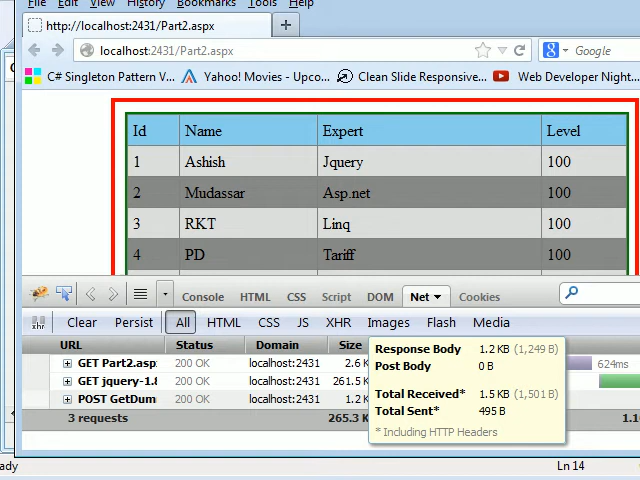 File Edit View History Bookmarks Tools Help
http://localhost:2431/Part2.aspx +
localhost:2431/Part2.aspx Google
C# Singleton Pattern V... Yahoo! Movies - Upco... Clean Slide Responsive... Web Developer Night...
Id Name Expert Level
1 Ashish Jquery 100
2 Mudassar Asp.net 100
3 RKT Linq 100
4 PD Tariff 100
Console HTML CSS Script DOM Net Cookies
xhr Clear Persist All HTML CSS JS XHR Images Flash Media
URL Status Domain Size
GET Part2.asp 200 OK localhost:2431 2.6 K 624ms
GET jquery-1.8 200 OK localhost:2431 261.5
POST GetDum 200 OK localhost:2431 1.2 K
3 requests 265.3 K 1.1
Response Body 1.2 KB (1,249 B)
Post Body 0 B
Total Received* 1.5 KB (1,501 B)
Total Sent* 495 B
* Including HTTP Headers
eady Ln 14